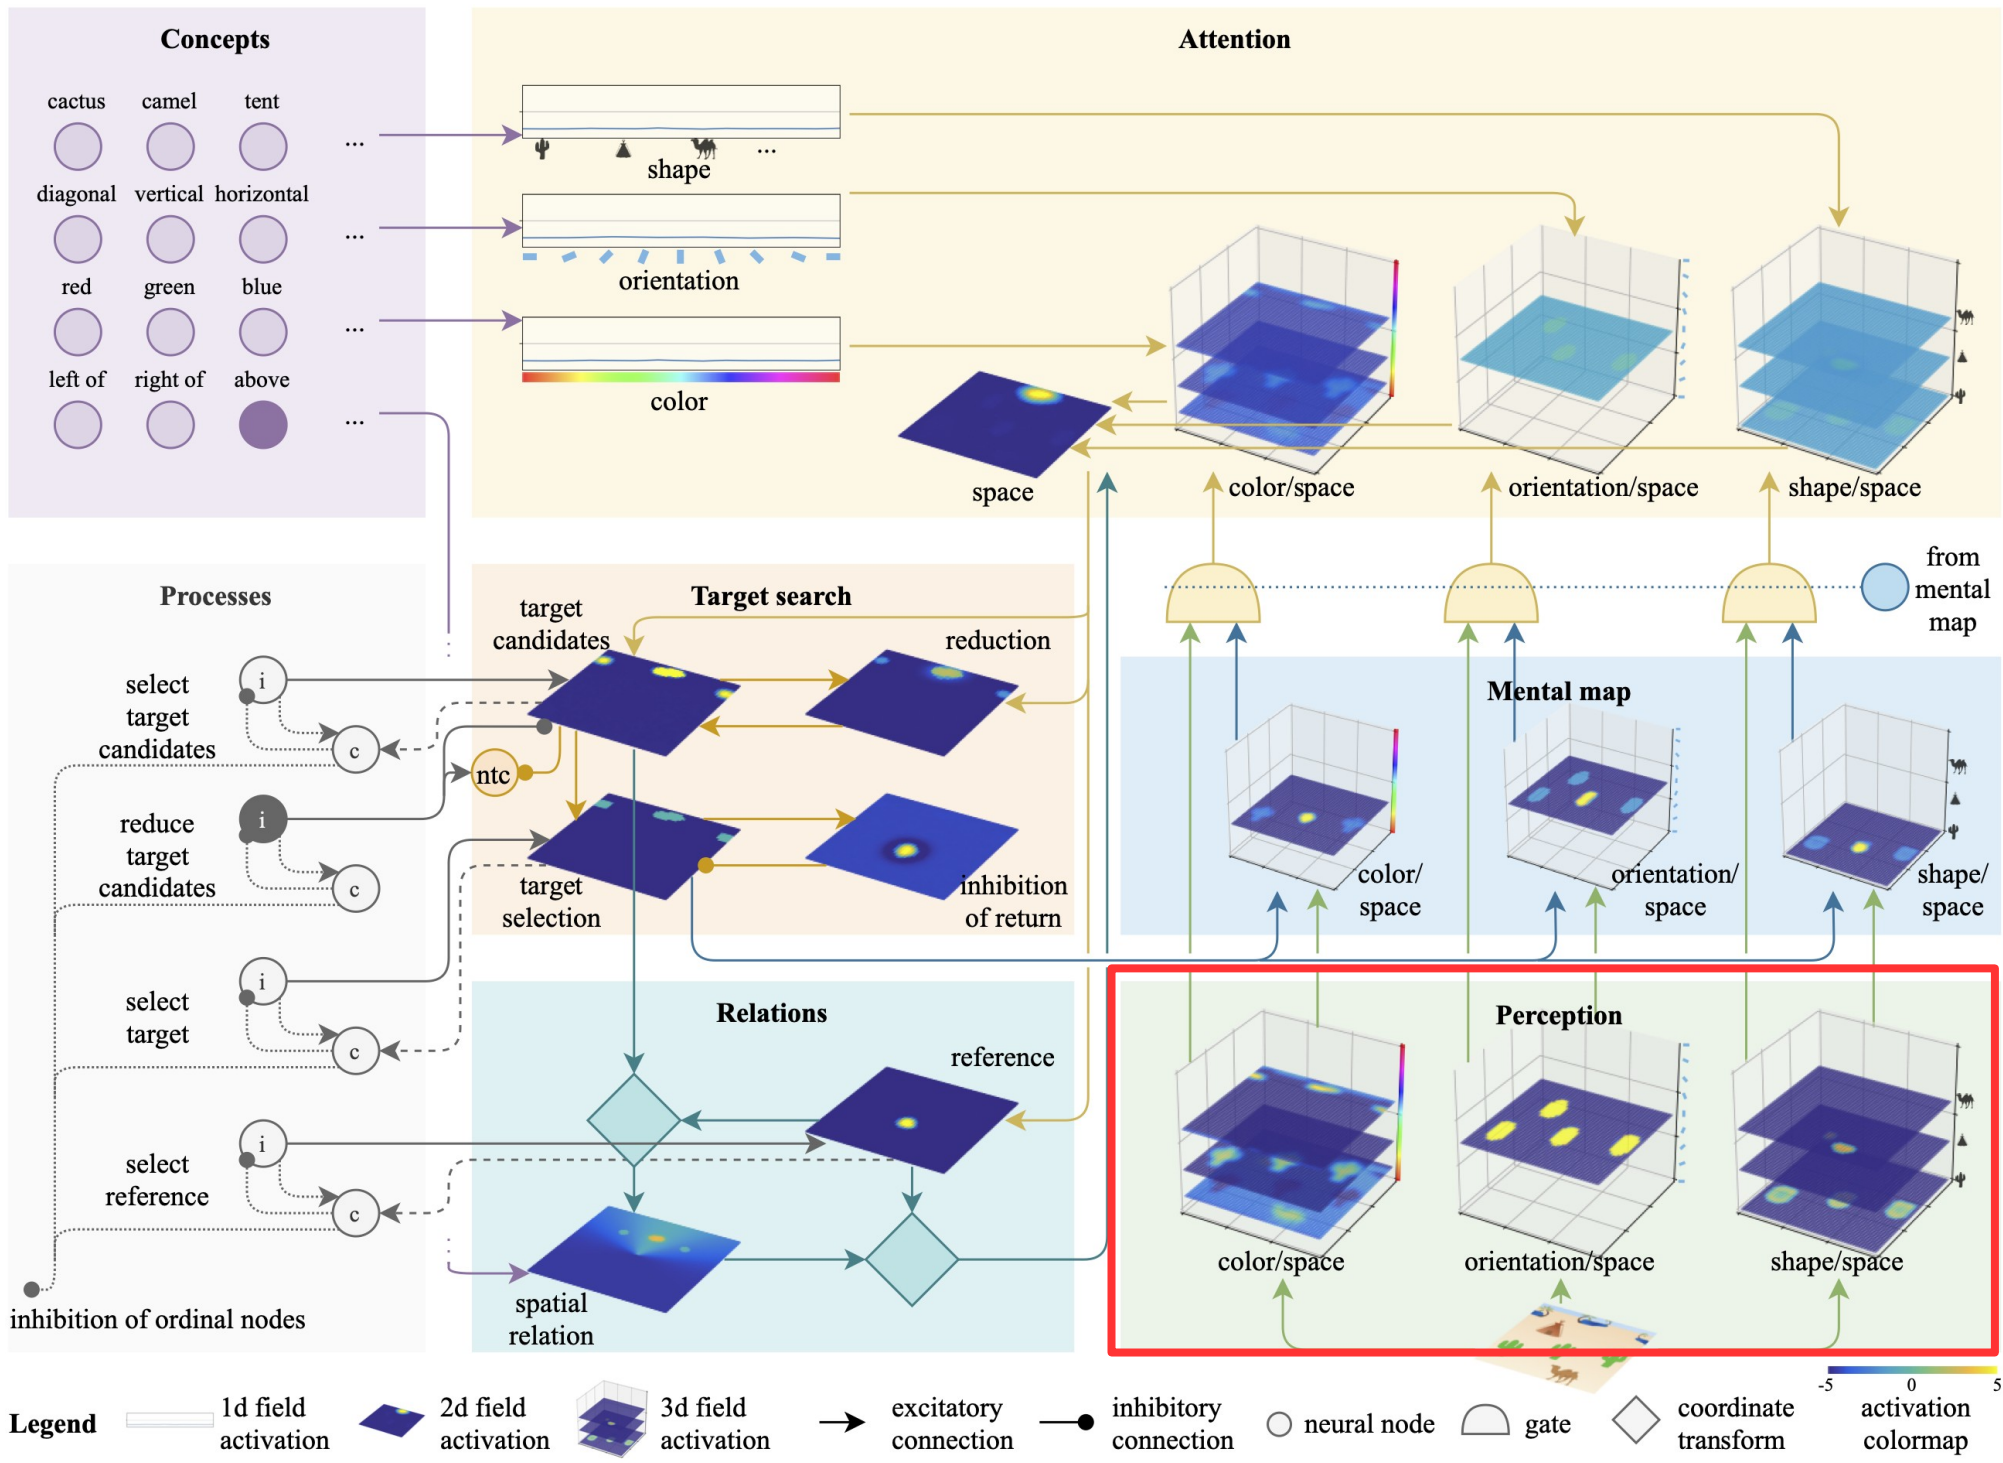 Concepts
cactus camel tent
...
diagonal vertical horizontal
...
red green blue
...
left of right of above
...
Attention
...
shape
orientation
color
space
color/space
orientation/space
shape/space
from
mental
map
Processes
select
target
candidates
i
c
reduce
target
candidates
i
c
select
target
i
c
select
reference
i
c
inhibition of ordinal nodes
Target search
target
candidates
reduction
ntc
target
selection
inhibition
of return
Mental map
color/
space
orientation/
space
shape/
space
Relations
reference
spatial
relation
Perception
color/space
orientation/space
shape/space
Legend
1d field
activation
2d field
activation
3d field
activation
excitatory
connection
inhibitory
connection
neural node
gate
coordinate
transform
-5 0 5
activation
colormap